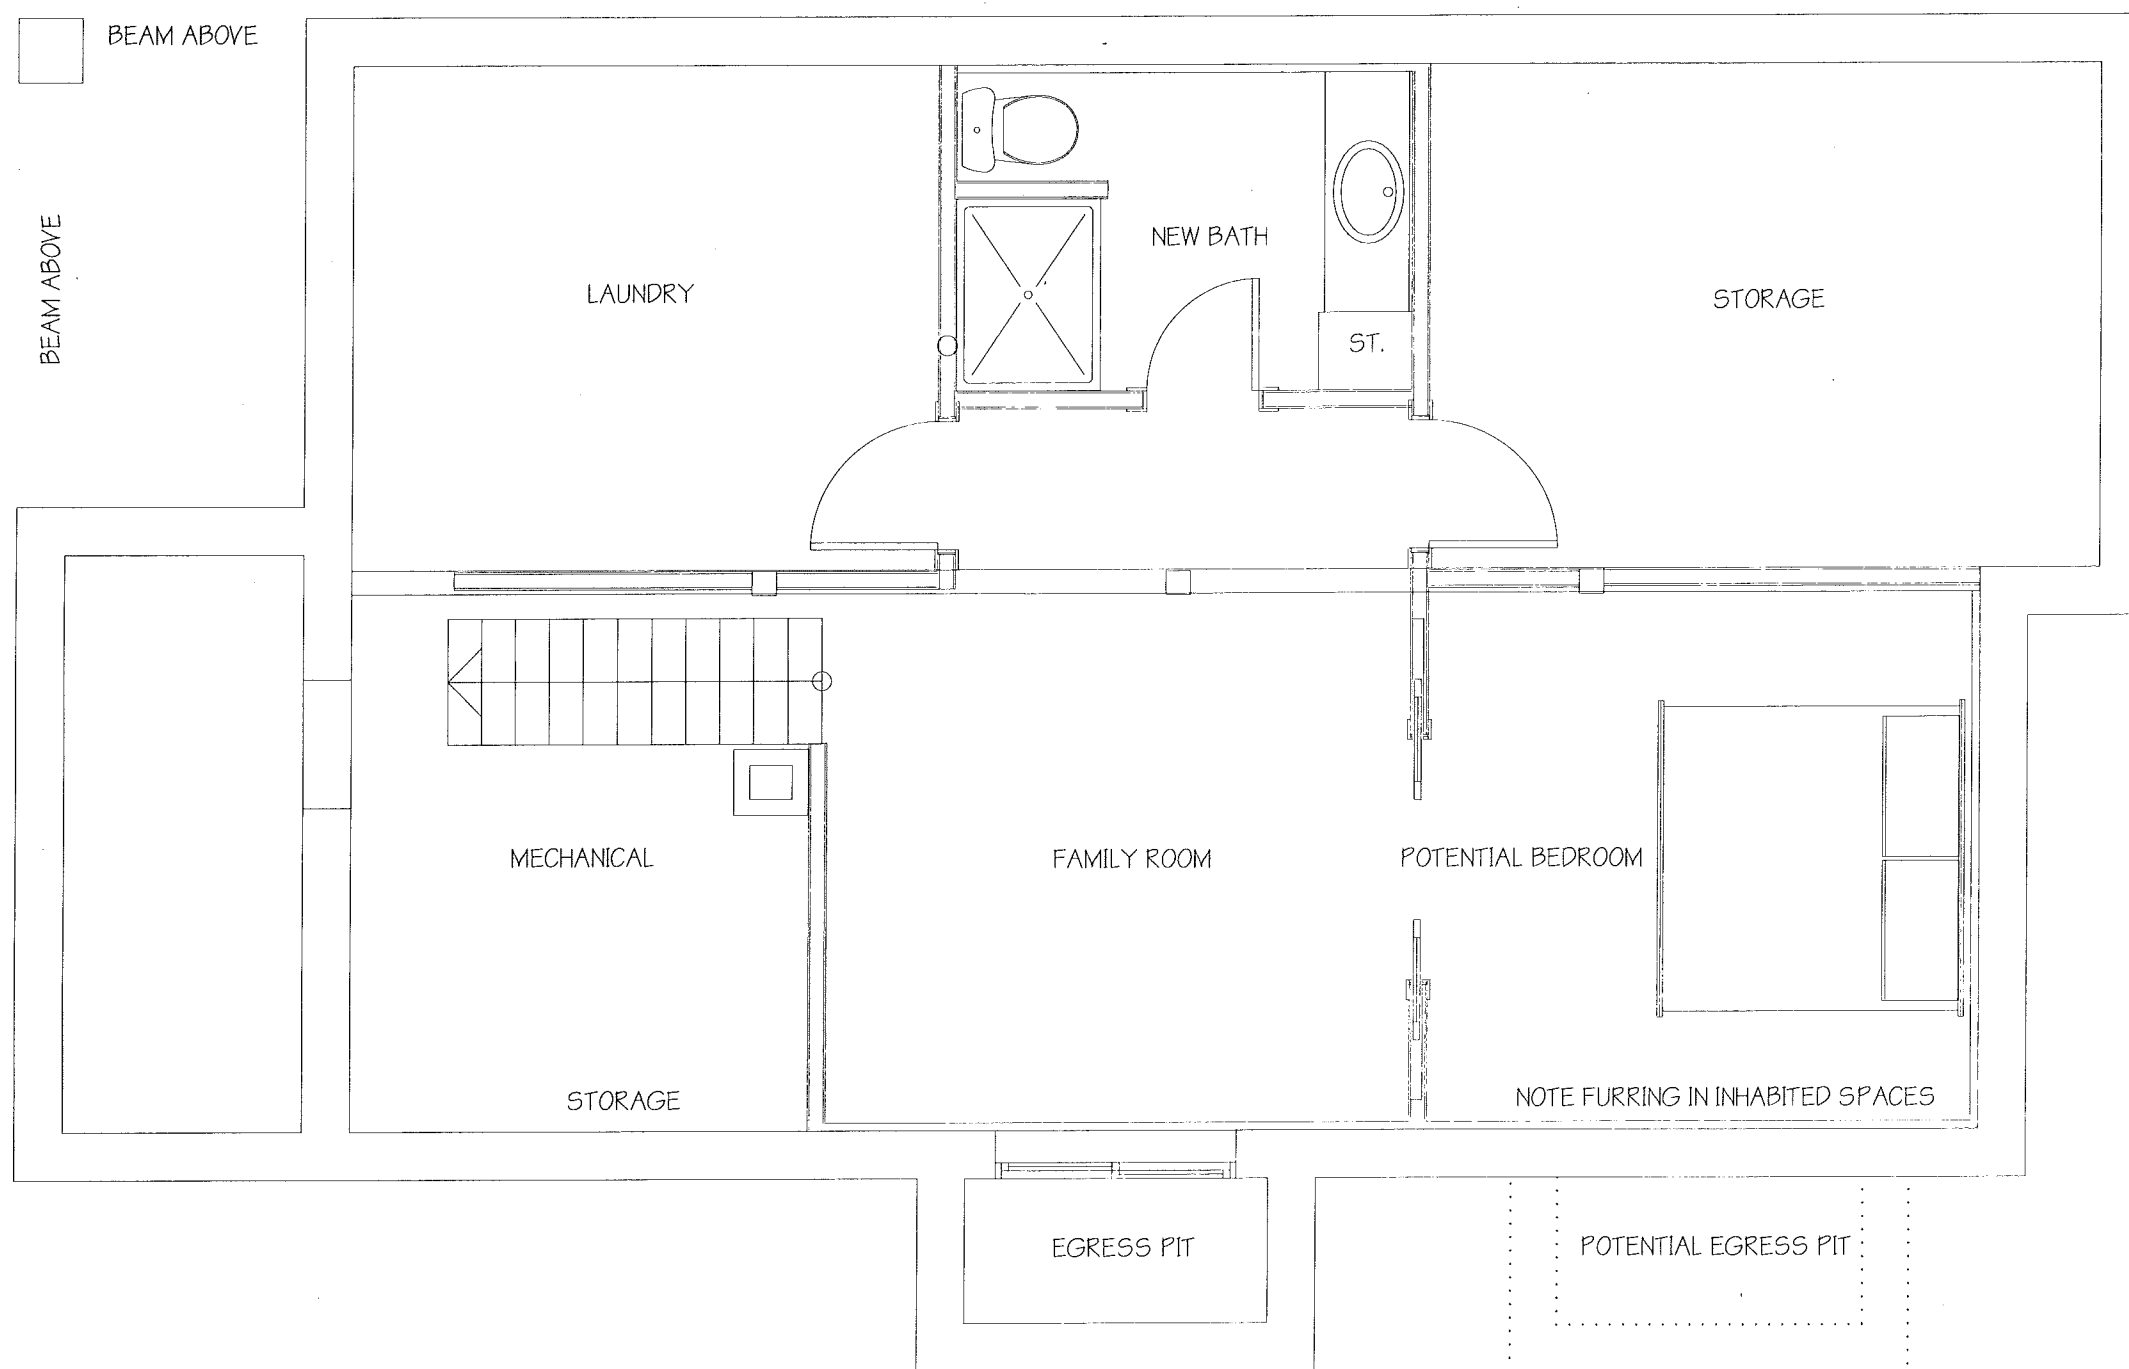 BEAM ABOVE
BEAM ABOVE
NEW BATH
LAUNDRY
STORAGE
ST.
MECHANICAL
FAMILY ROOM
POTENTIAL BEDROOM
STORAGE
NOTE FURRING IN INHABITED SPACES
EGRESS PIT
POTENTIAL EGRESS PIT